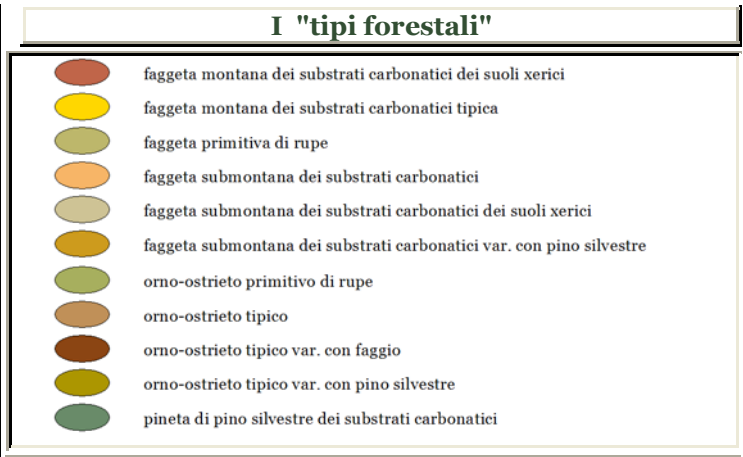 I "tipi forestali"
faggeta montana dei substrati carbonatici dei suoli xerici
faggeta montana dei substrati carbonatici tipica
faggeta primitiva di rupe
faggeta submontana dei substrati carbonatici
faggeta submontana dei substrati carbonatici dei suoli xerici
faggeta submontana dei substrati carbonatici var. con pino silvestre
orno-ostrieto primitivo di rupe
orno-ostrieto tipico
orno-ostrieto tipico var. con faggio
orno-ostrieto tipico var. con pino silvestre
pineta di pino silvestre dei substrati carbonatici